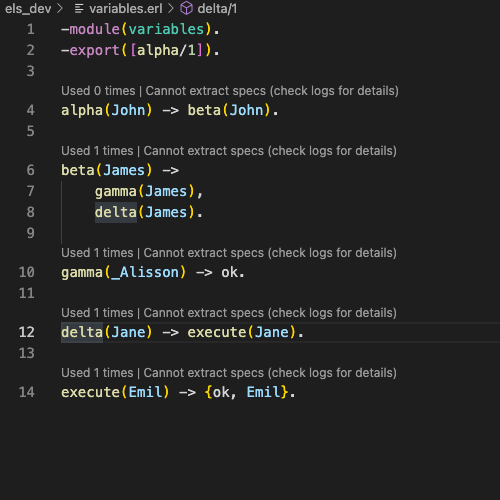 els_dev > variables.erl > delta/1
1 -module(variables).
2 -export([alpha/1]).
3
Used 0 times | Cannot extract specs (check logs for details)
4 alpha(John) -> beta(John).
5
Used 1 times | Cannot extract specs (check logs for details)
6 beta(James) ->
7     gamma(James),
8     delta(James).
9
Used 1 times | Cannot extract specs (check logs for details)
10 gamma(_Alisson) -> ok.
11
Used 1 times | Cannot extract specs (check logs for details)
12 delta(Jane) -> execute(Jane).
13
Used 1 times | Cannot extract specs (check logs for details)
14 execute(Emil) -> {ok, Emil}.